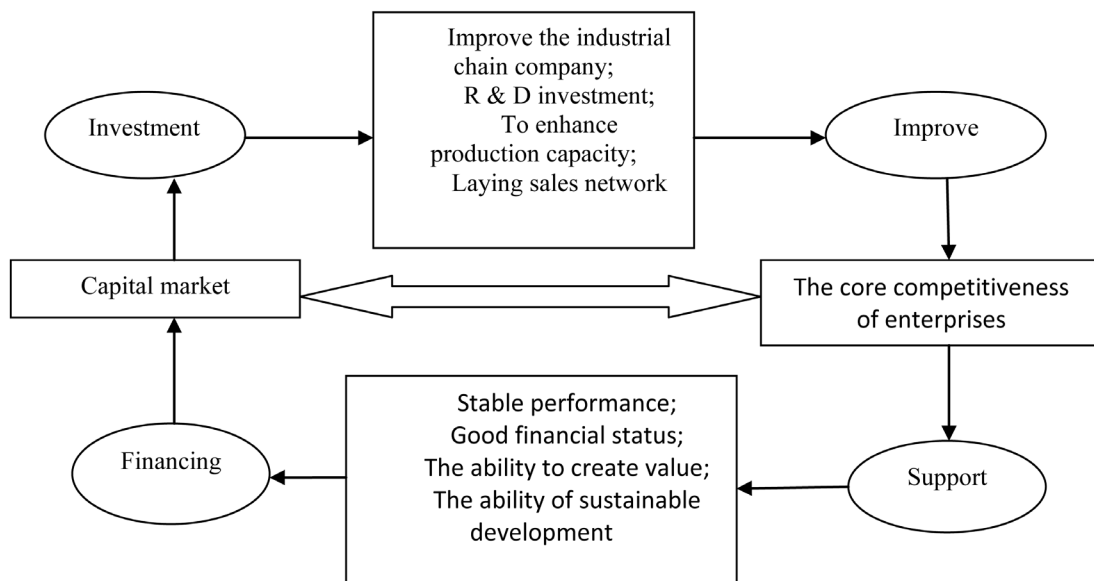 Improve the industrial
chain company;
R & D investment;
To enhance
production capacity;
Laying sales network
Investment
Improve
Capital market
The core competitiveness
of enterprises
Stable performance;
Good financial status;
The ability to create value;
The ability of sustainable
development
Financing
Support